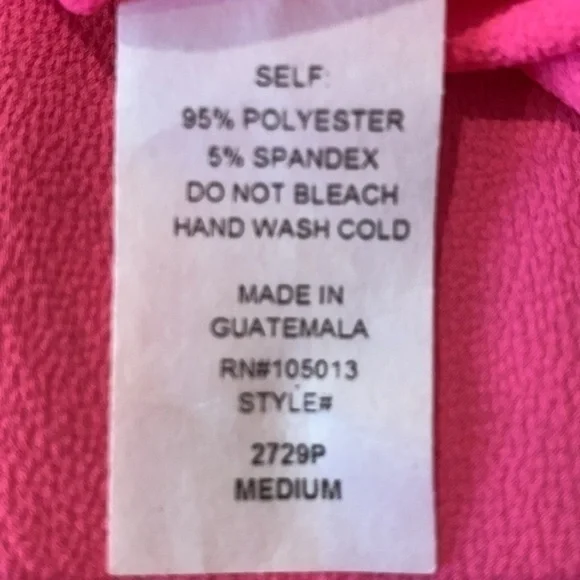 SELF:
95% POLYESTER
5% SPANDEX
DO NOT BLEACH
HAND WASH COLD
MADE IN
GUATEMALA
RN#105013
STYLE#
2729P
MEDIUM